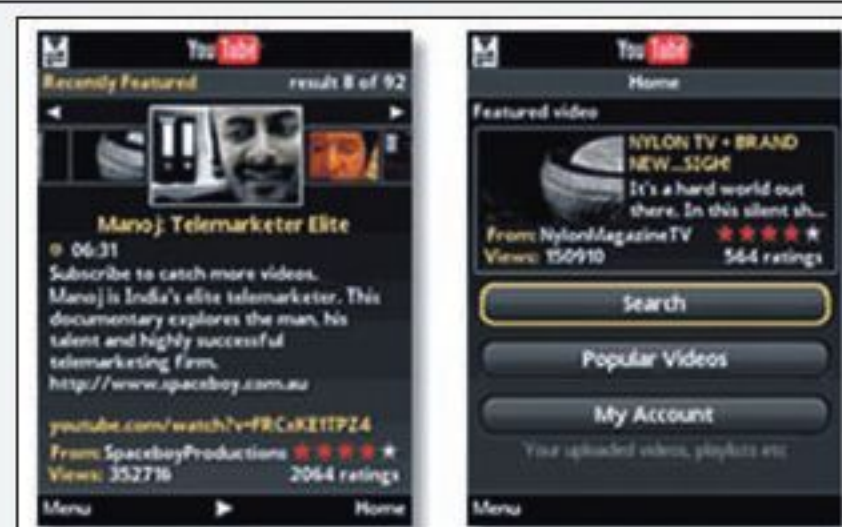 YouTube
Recently Featured result 8 of 92
Manoj: Telemarketer Elite
06:31
Subscribe to catch more videos.
Manoj is India's elite telemarketer. This
documentary explores the man, his
talent and highly successful
telemarketing firm.
http://www.spaceboy.com.au
youtube.com/watch?v=fRCxKE1TPZ4
From: SpaceboyProductions
Views: 352716 2064 ratings
Menu Home
YouTube
Home
Featured video
NYLON TV + BRAND
NEW...SIGH!
It's a hard world out
there. In this silent sh...
From: NylonMagazineTV
Views: 150910 564 ratings
Search
Popular Videos
My Account
Your uploaded videos, playlists etc
Menu